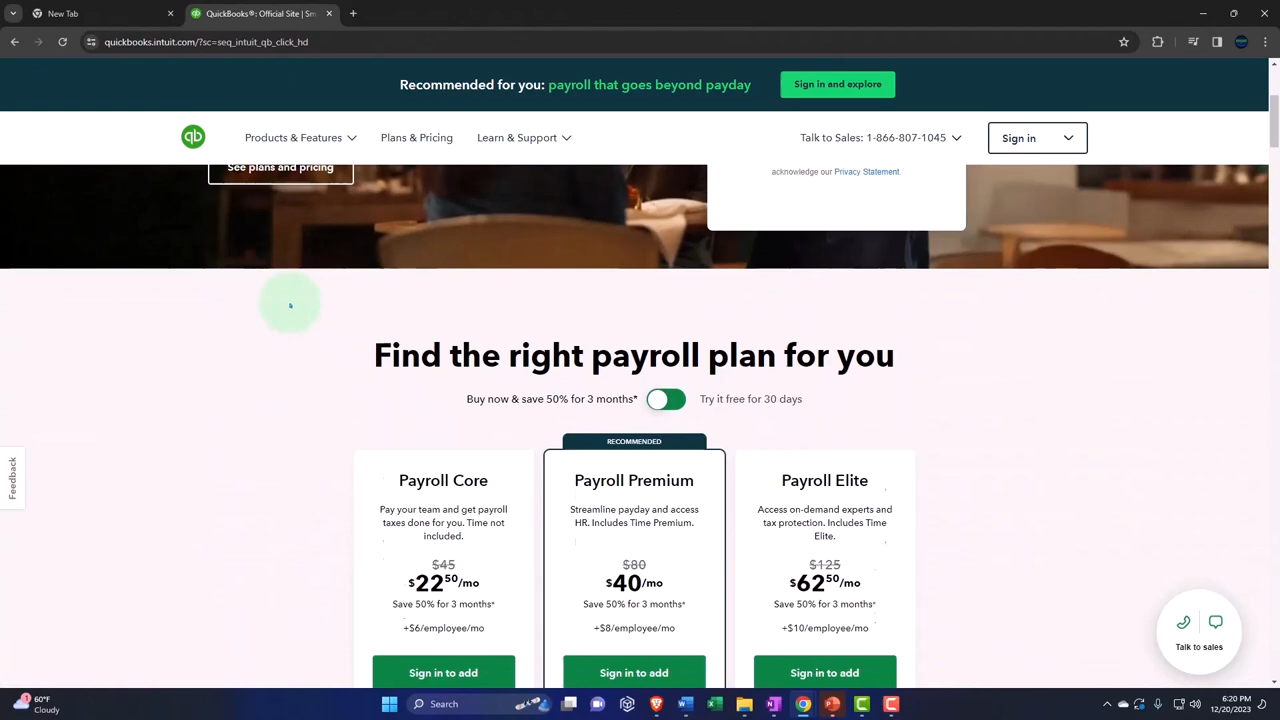 New Tab
QuickBooks®: Official Site | Sm
quickbooks.intuit.com/?sc=seq_intuit_qb_click_hd
Recommended for you: payroll that goes beyond payday
Sign in and explore
qb
Products & Features
Plans & Pricing
Learn & Support
Talk to Sales: 1-866-807-1045
Sign in
See plans and pricing
acknowledge our Privacy Statement.
Find the right payroll plan for you
Buy now & save 50% for 3 months*
Try it free for 30 days
RECOMMENDED
Payroll Core
Pay your team and get payroll
taxes done for you. Time not
included.
$45
$22.50/mo
Save 50% for 3 months*
+$6/employee/mo
Sign in to add
Payroll Premium
Streamline payday and access
HR. Includes Time Premium.
$80
$40/mo
Save 50% for 3 months*
+$8/employee/mo
Sign in to add
Payroll Elite
Access on-demand experts and
tax protection. Includes Time
Elite.
$125
$62.50/mo
Save 50% for 3 months*
+$10/employee/mo
Sign in to add
Feedback
Talk to sales
1
60°F
Cloudy
Search
6:20 PM
12/20/2023